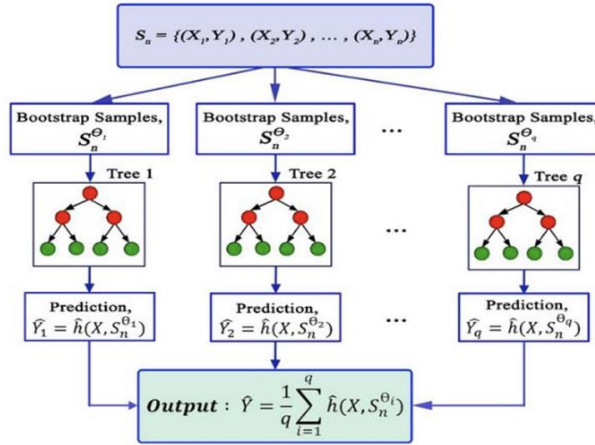 S_n = {(X_1,Y_1) , (X_2,Y_2) , … , (X_n,Y_n)}
Bootstrap Samples,
S_n^{Θ_1}
Bootstrap Samples,
S_n^{Θ_2}
...
Bootstrap Samples,
S_n^{Θ_q}
Tree 1
Tree 2
Tree q
...
Prediction,
Ŷ_1 = ĥ(X, S_n^{Θ_1})
Prediction,
Ŷ_2 = ĥ(X, S_n^{Θ_2})
...
Prediction,
Ŷ_q = ĥ(X, S_n^{Θ_q})
Output : Ŷ = \frac{1}{q} \sum_{i=1}^{q} ĥ(X, S_n^{Θ_i})